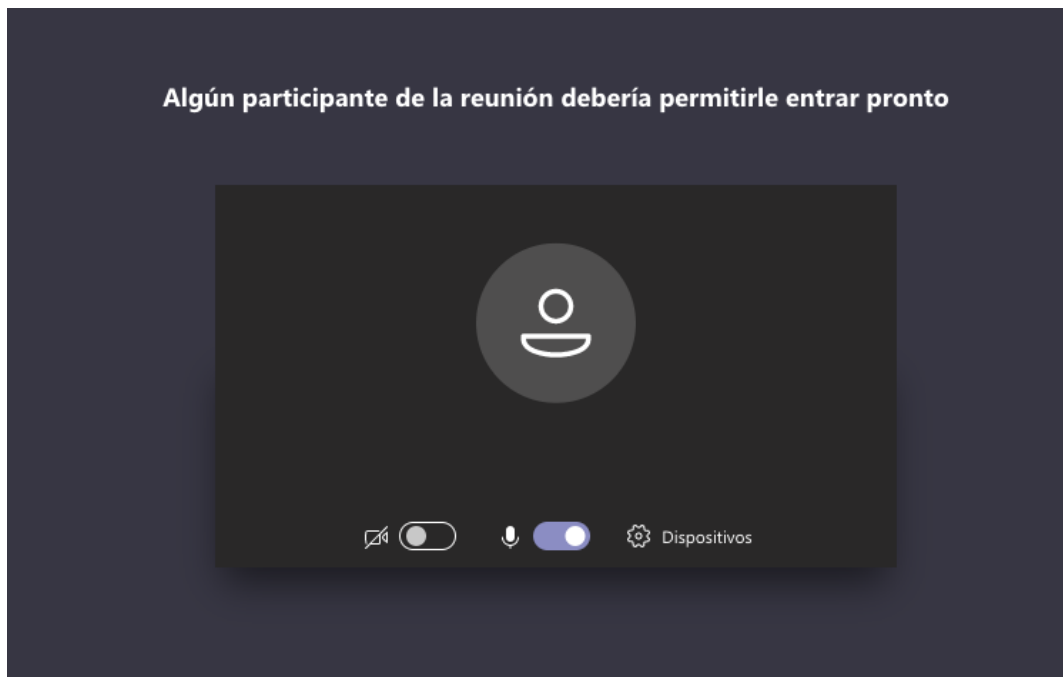 Algún participante de la reunión debería permitirle entrar pronto
Dispositivos